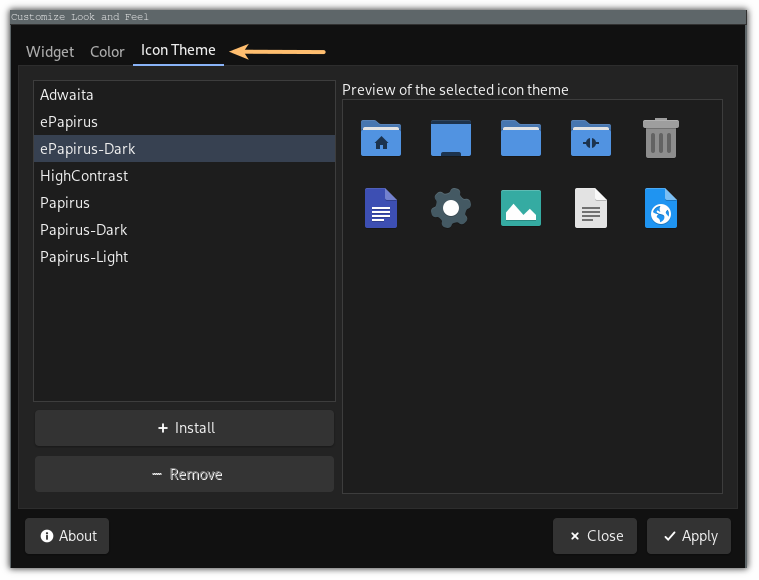 Customize Look and Feel
Widget Color Icon Theme
Adwaita
ePapirus
ePapirus-Dark
HighContrast
Papirus
Papirus-Dark
Papirus-Light
Preview of the selected icon theme
Install
Remove
About
Close
Apply